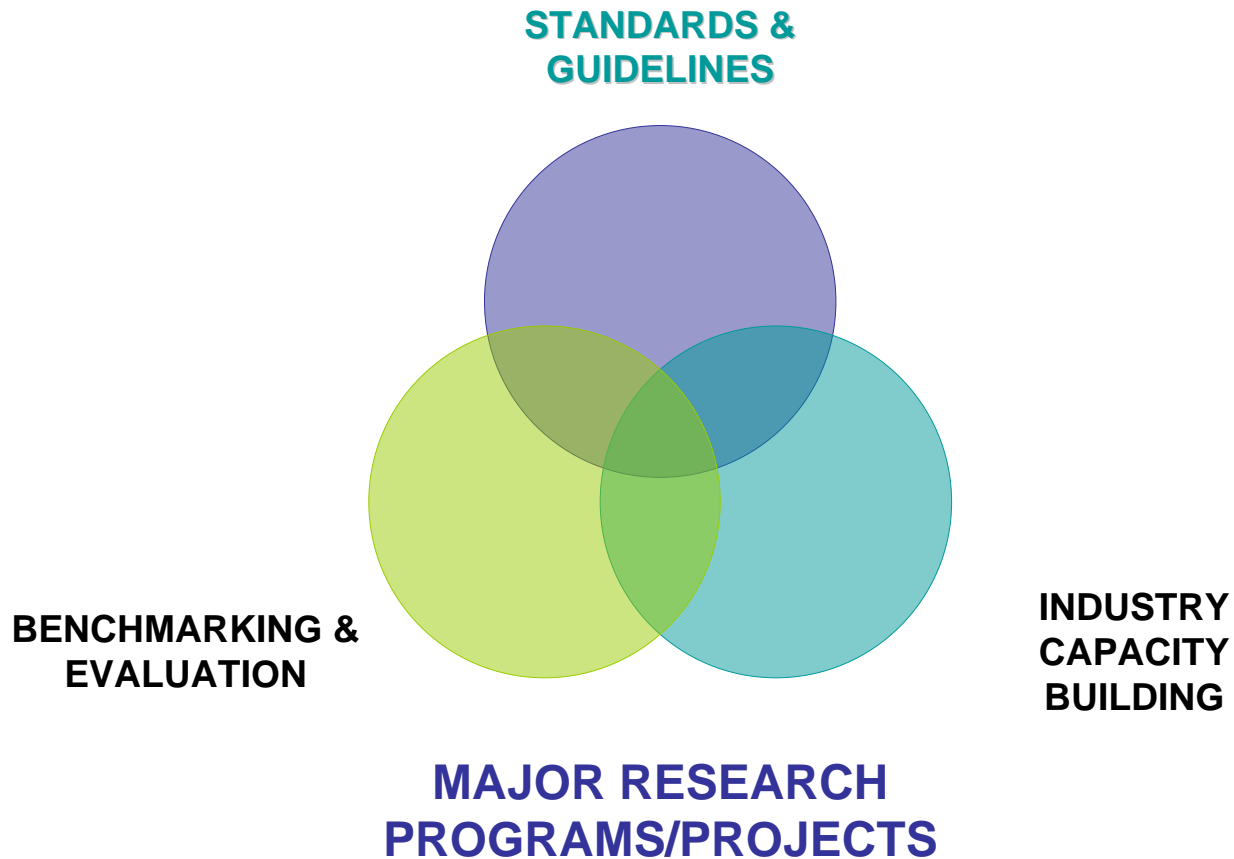 STANDARDS &
GUIDELINES
BENCHMARKING &
EVALUATION
INDUSTRY
CAPACITY
BUILDING
MAJOR RESEARCH
PROGRAMS/PROJECTS